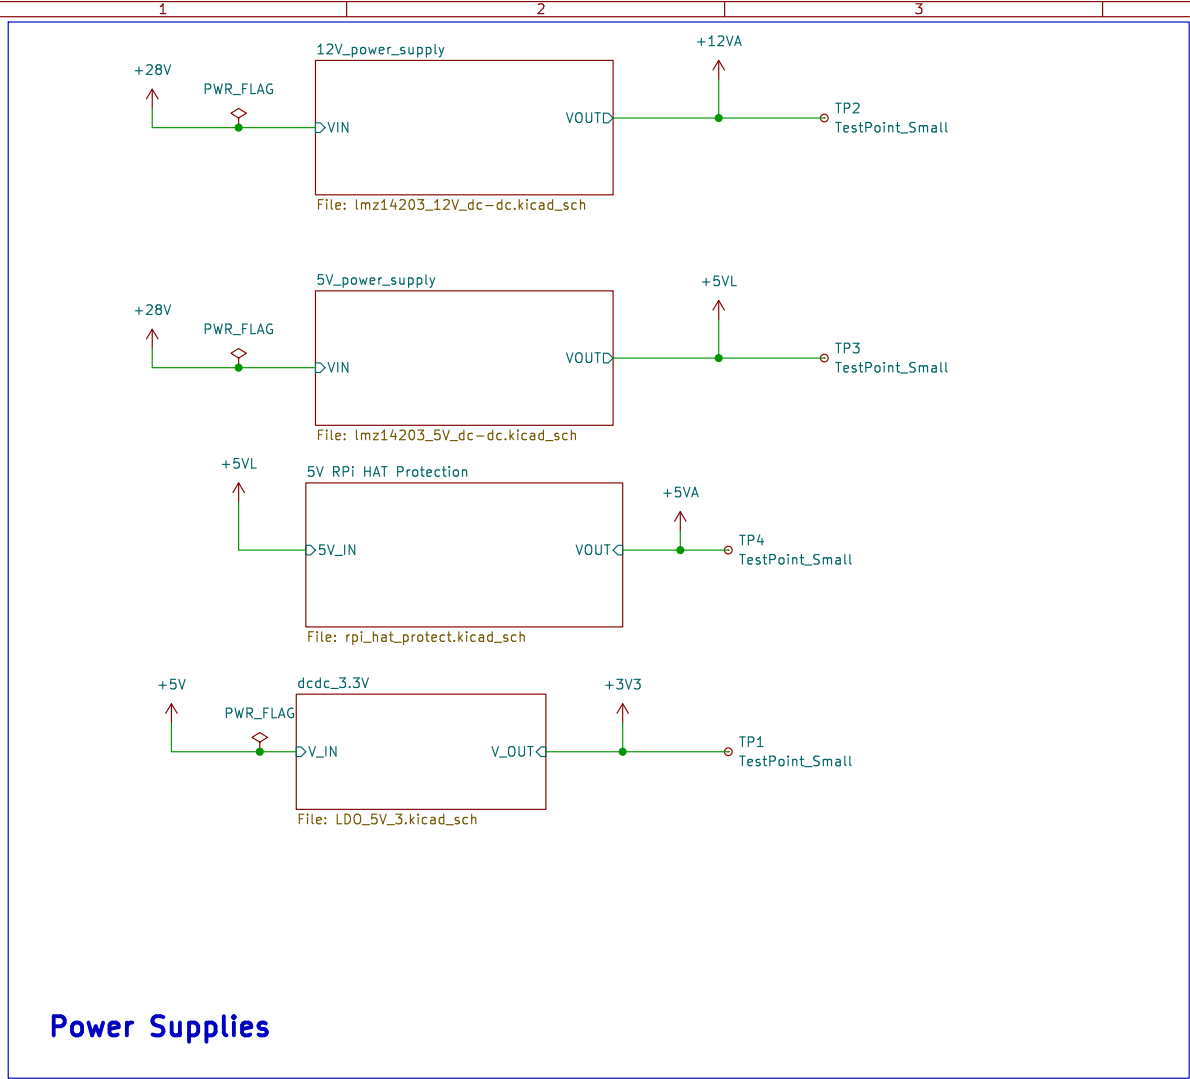 1 2 3
12V_power_supply
+28V
PWR_FLAG
VIN
VOUT
+12VA
TP2
TestPoint_Small
File: lmz14203_12V_dc-dc.kicad_sch
5V_power_supply
+28V
PWR_FLAG
VIN
VOUT
+5VL
TP3
TestPoint_Small
File: lmz14203_5V_dc-dc.kicad_sch
5V RPi HAT Protection
+5VL
5V_IN
VOUT
+5VA
TP4
TestPoint_Small
File: rpi_hat_protect.kicad_sch
dcdc_3.3V
+5V
PWR_FLAG
V_IN
V_OUT
+3V3
TP1
TestPoint_Small
File: LDO_5V_3.kicad_sch
Power Supplies